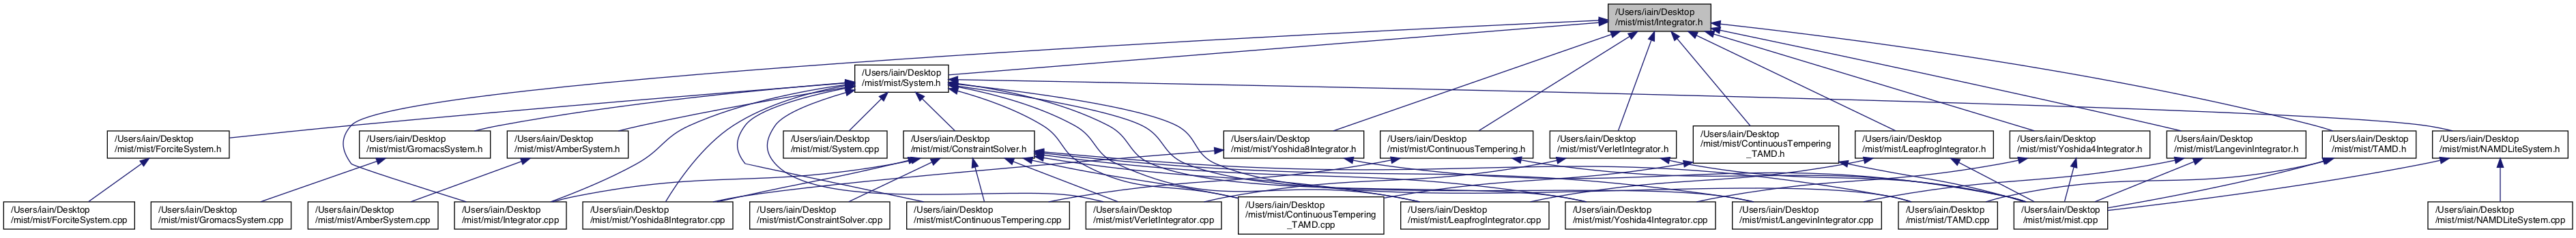 /Users/iain/Desktop
/mist/mist/Integrator.h
/Users/iain/Desktop
/mist/mist/System.h
/Users/iain/Desktop
/mist/mist/ForciteSystem.h
/Users/iain/Desktop
/mist/mist/GromacsSystem.h
/Users/iain/Desktop
/mist/mist/AmberSystem.h
/Users/iain/Desktop
/mist/mist/System.cpp
/Users/iain/Desktop
/mist/mist/ConstraintSolver.h
/Users/iain/Desktop
/mist/mist/Yoshida8Integrator.h
/Users/iain/Desktop
/mist/mist/ContinuousTempering.h
/Users/iain/Desktop
/mist/mist/VerletIntegrator.h
/Users/iain/Desktop
/mist/mist/ContinuousTempering
_TAMD.h
/Users/iain/Desktop
/mist/mist/LeapfrogIntegrator.h
/Users/iain/Desktop
/mist/mist/Yoshida4Integrator.h
/Users/iain/Desktop
/mist/mist/LangevinIntegrator.h
/Users/iain/Desktop
/mist/mist/TAMD.h
/Users/iain/Desktop
/mist/mist/NAMDLiteSystem.h
/Users/iain/Desktop
/mist/mist/ForciteSystem.cpp
/Users/iain/Desktop
/mist/mist/GromacsSystem.cpp
/Users/iain/Desktop
/mist/mist/AmberSystem.cpp
/Users/iain/Desktop
/mist/mist/Integrator.cpp
/Users/iain/Desktop
/mist/mist/Yoshida8Integrator.cpp
/Users/iain/Desktop
/mist/mist/ConstraintSolver.cpp
/Users/iain/Desktop
/mist/mist/ContinuousTempering.cpp
/Users/iain/Desktop
/mist/mist/VerletIntegrator.cpp
/Users/iain/Desktop
/mist/mist/ContinuousTempering
_TAMD.cpp
/Users/iain/Desktop
/mist/mist/LeapfrogIntegrator.cpp
/Users/iain/Desktop
/mist/mist/Yoshida4Integrator.cpp
/Users/iain/Desktop
/mist/mist/LangevinIntegrator.cpp
/Users/iain/Desktop
/mist/mist/TAMD.cpp
/Users/iain/Desktop
/mist/mist/mist.cpp
/Users/iain/Desktop
/mist/mist/NAMDLiteSystem.cpp